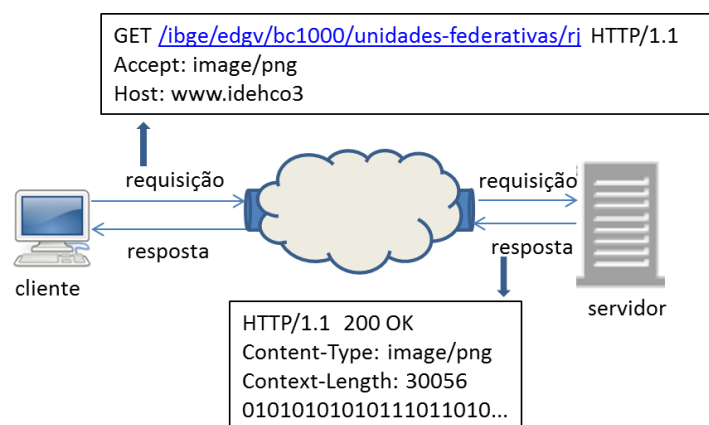 GET /ibge/edgv/bc1000/unidades-federativas/rj HTTP/1.1
Accept: image/png
Host: www.idehco3
requisição
requisição
resposta
resposta
cliente
servidor
HTTP/1.1 200 OK
Content-Type: image/png
Context-Length: 30056
01010101010111011010...